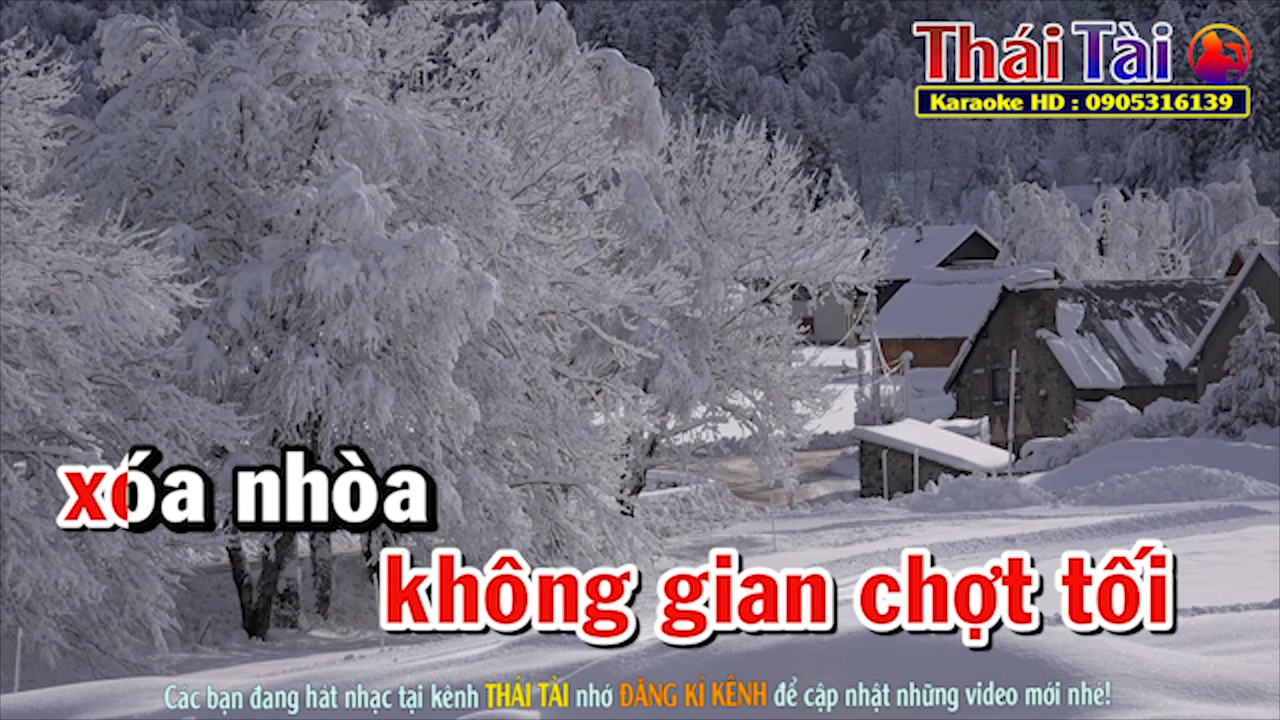 Thái Tài
Karaoke HD : 0905316139
xóa nhòa
không gian chợt tối
Các bạn đang hát nhạc tại kênh THÁI TÀI nhớ ĐĂNG KÍ KÊNH để cập nhật những video mới nhé!